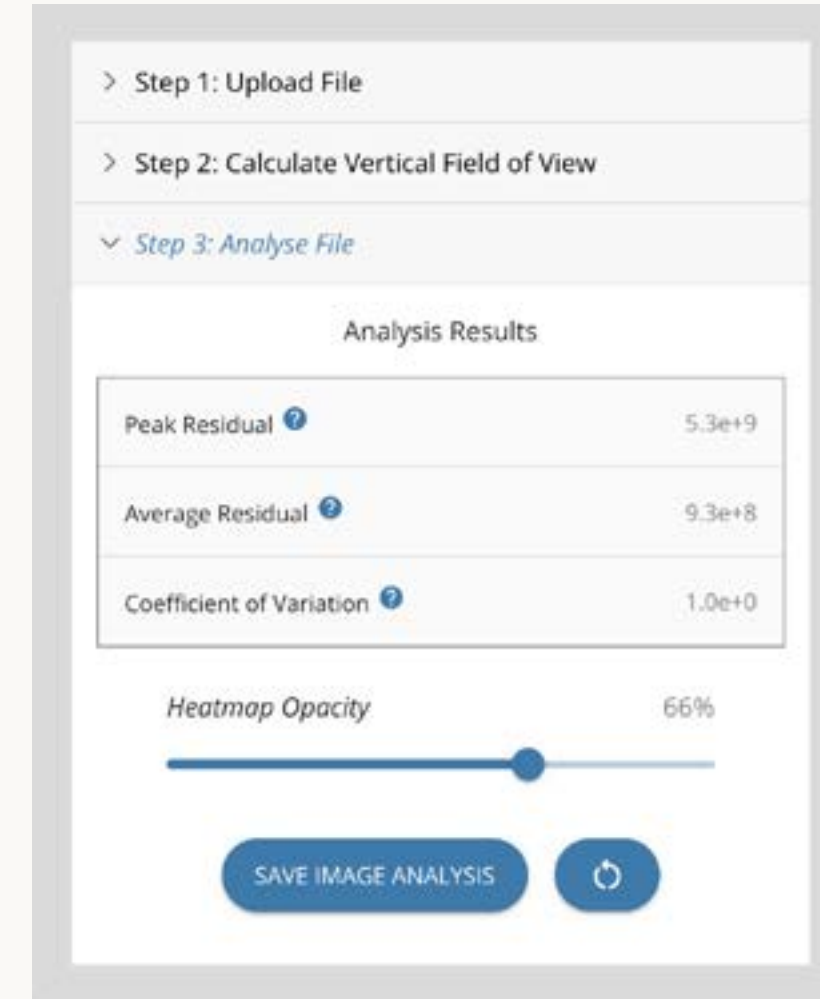 Step 1: Upload File
Step 2: Calculate Vertical Field of View
Step 3: Analyse File
Analysis Results
Peak Residual ? 5.3e+9
Average Residual ? 9.3e+8
Coefficient of Variation ? 1.0e+0
Heatmap Opacity 66%
SAVE IMAGE ANALYSIS